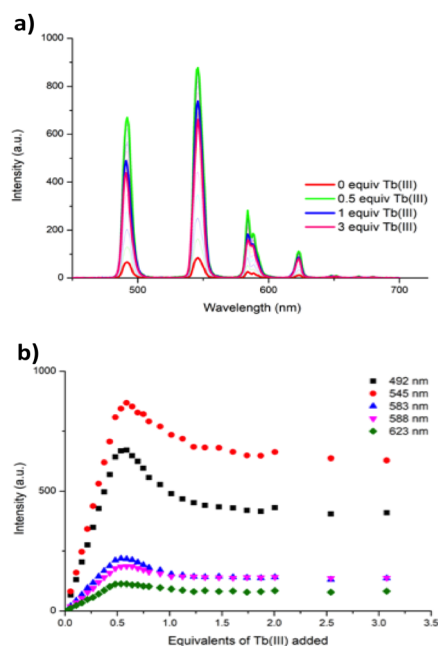 a)
1000
800
600
400
200
0
Intensity (a.u.)
0 equiv Tb(III)
0.5 equiv Tb(III)
1 equiv Tb(III)
3 equiv Tb(III)
500
600
700
Wavelength (nm)
b)
1000
500
0
Intensity (a.u.)
492 nm
545 nm
583 nm
588 nm
623 nm
0.0
0.5
1.0
1.5
2.0
2.5
3.0
3.5
Equivalents of Tb(III) added